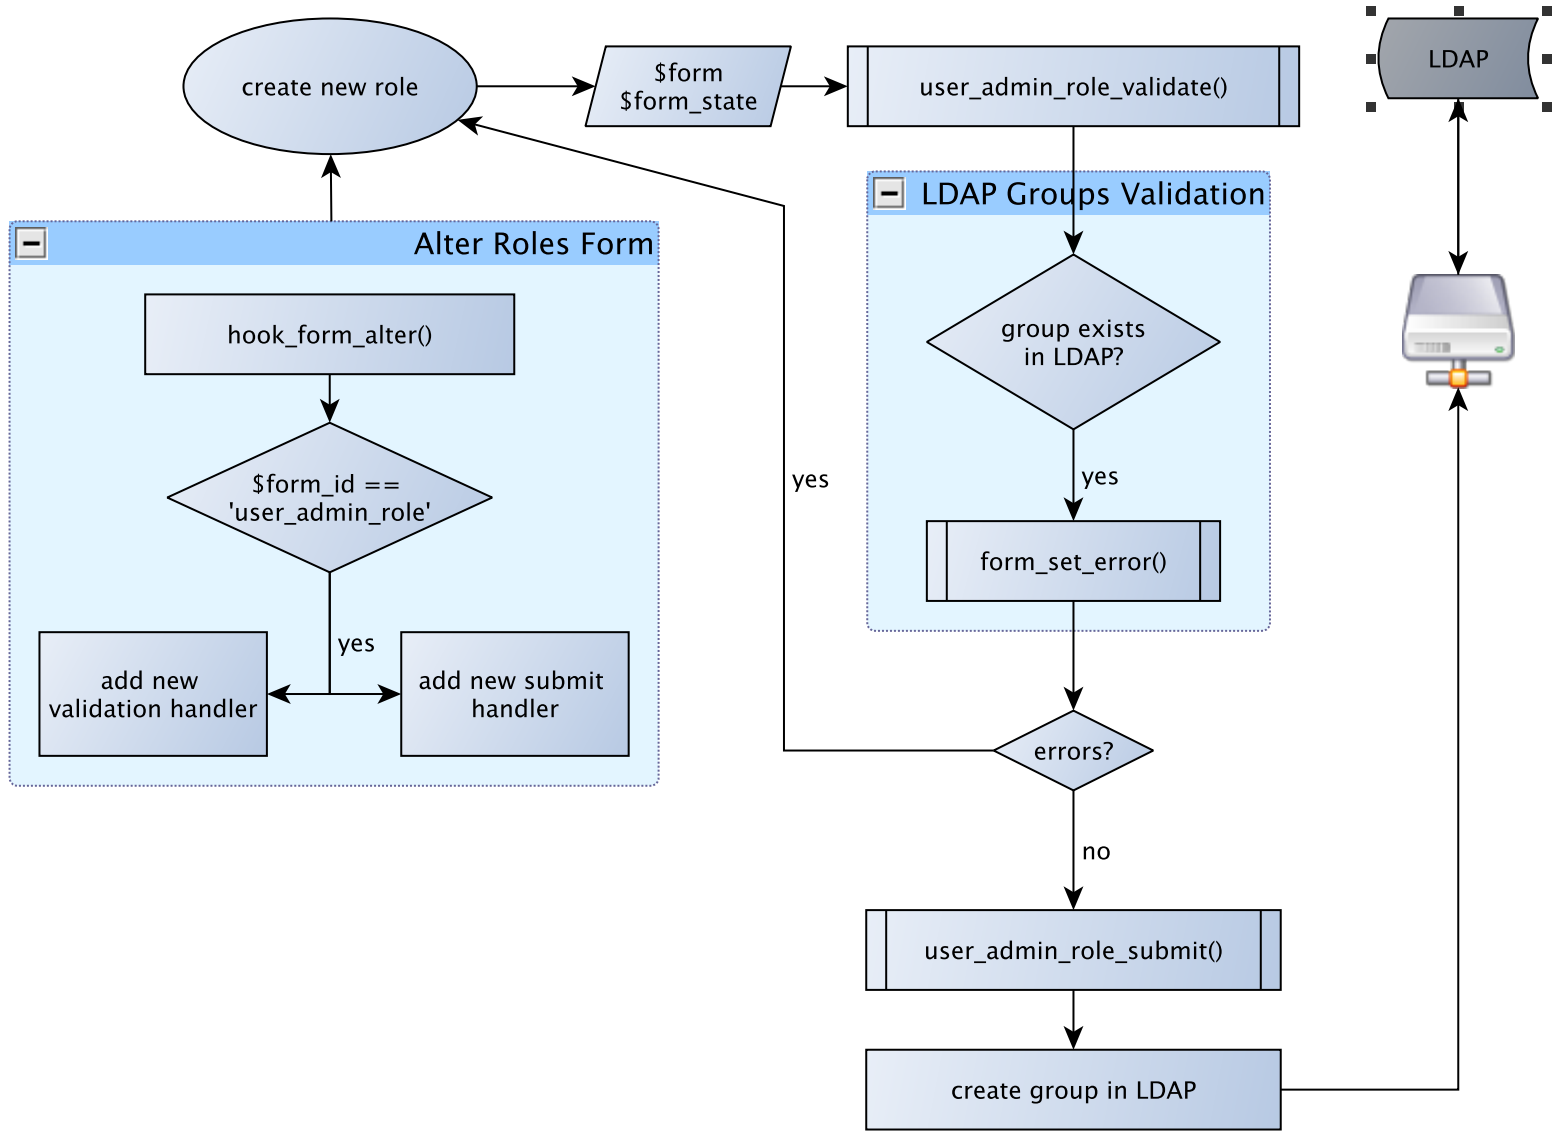 create new role
$form
$form_state
user_admin_role_validate()
LDAP
Alter Roles Form
hook_form_alter()
$form_id ==
'user_admin_role'
yes
add new
validation handler
add new submit
handler
LDAP Groups Validation
group exists
in LDAP?
yes
form_set_error()
yes
errors?
no
user_admin_role_submit()
create group in LDAP